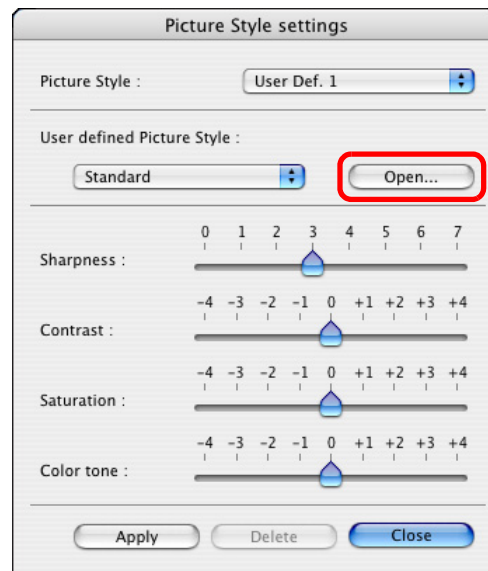 Picture Style settings
Picture Style : User Def. 1
User defined Picture Style :
Standard Open...
0 1 2 3 4 5 6 7
Sharpness :
-4 -3 -2 -1 0 +1 +2 +3 +4
Contrast :
-4 -3 -2 -1 0 +1 +2 +3 +4
Saturation :
-4 -3 -2 -1 0 +1 +2 +3 +4
Color tone :
Apply Delete Close